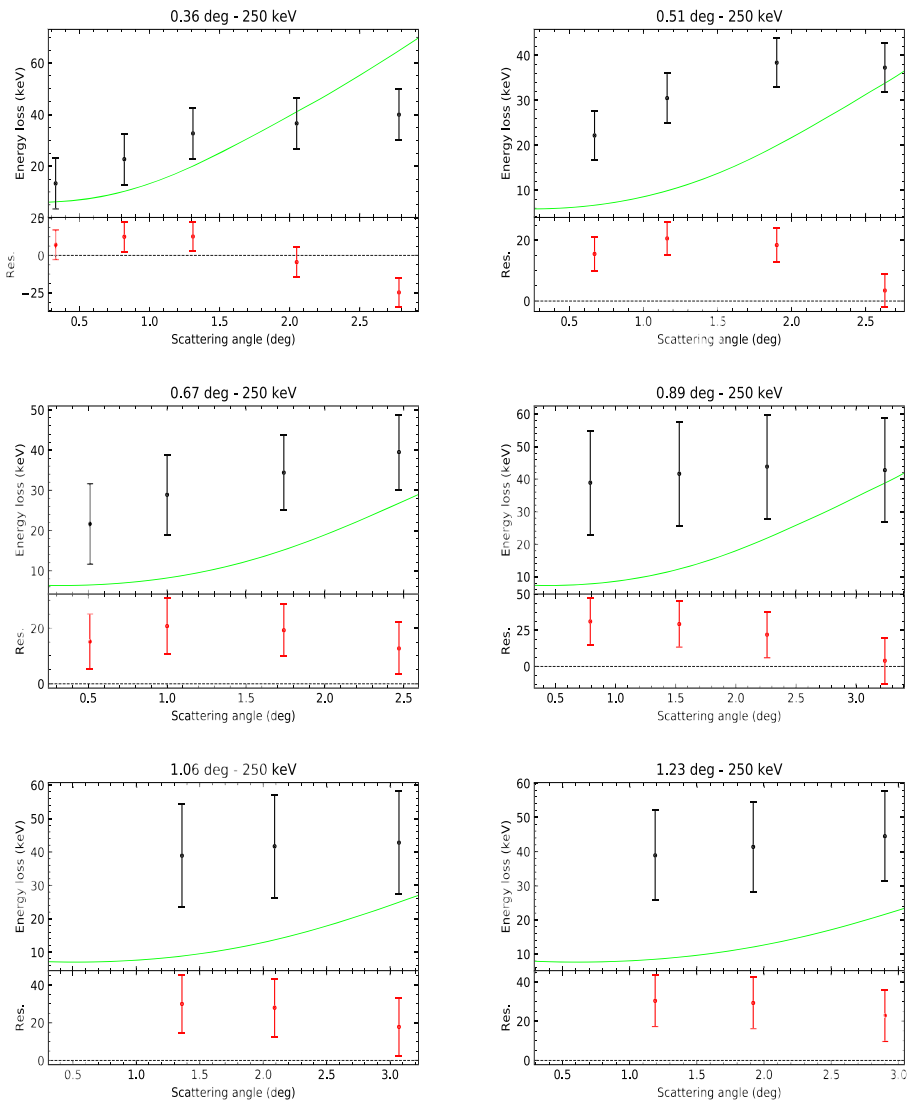 0.36 deg - 250 keV
Energy loss (keV)
60
40
20
20
Res.
0
−25
0.5 1.0 1.5 2.0 2.5
Scattering angle (deg)
0.51 deg - 250 keV
Energy loss (keV)
40
30
20
10
Res.
20
0
0.5 1.0 1.5 2.0 2.5
Scattering angle (deg)
0.67 deg - 250 keV
Energy loss (keV)
50
40
30
20
10
Res.
20
0
0.5 1.0 1.5 2.0 2.5
Scattering angle (deg)
0.89 deg - 250 keV
Energy loss (keV)
60
50
40
30
20
10
50
Res.
25
0
0.5 1.0 1.5 2.0 2.5 3.0
Scattering angle (deg)
1.06 deg - 250 keV
Energy loss (keV)
60
50
40
30
20
10
Res.
40
20
0
0.5 1.0 1.5 2.0 2.5 3.0
Scattering angle (deg)
1.23 deg - 250 keV
Energy loss (keV)
60
50
40
30
20
10
Res.
40
20
0
0.5 1.0 1.5 2.0 2.5 3.0
Scattering angle (deg)